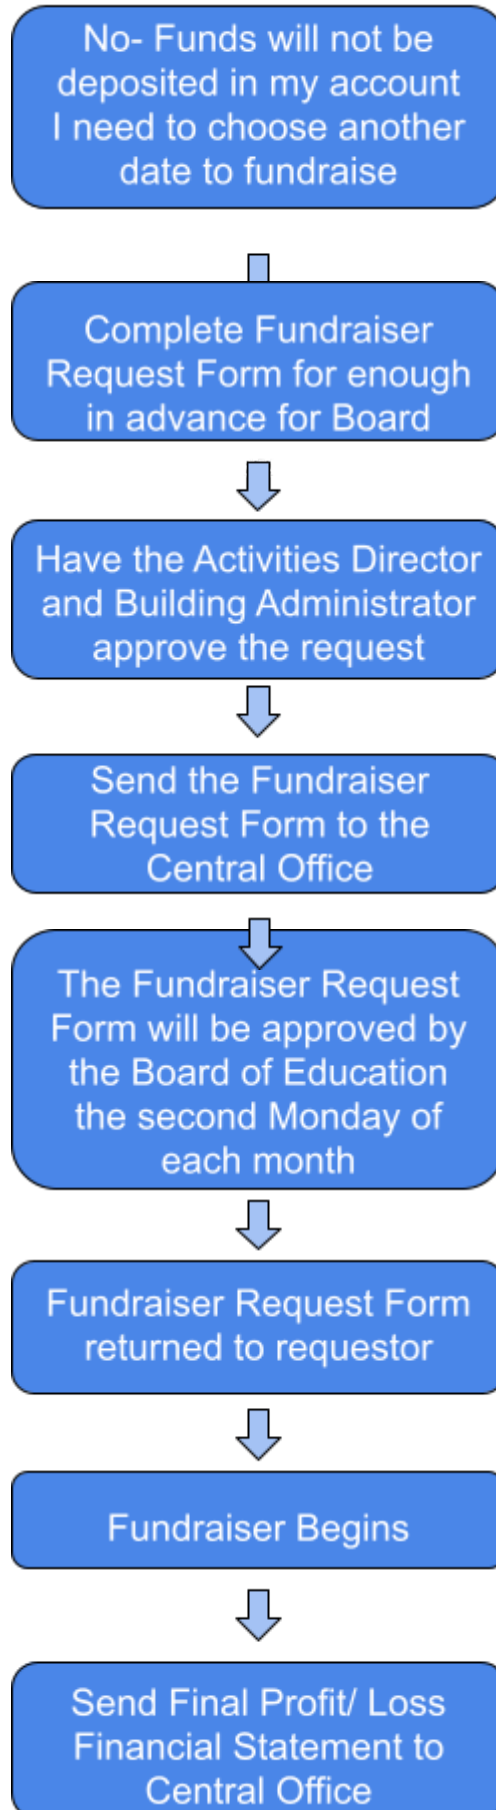 No- Funds will not be
deposited in my account
I need to choose another
date to fundraise
Complete Fundraiser
Request Form for enough
in advance for Board
Have the Activities Director
and Building Administrator
approve the request
Send the Fundraiser
Request Form to the
Central Office
The Fundraiser Request
Form will be approved by
the Board of Education
the second Monday of
each month
Fundraiser Request Form
returned to requestor
Fundraiser Begins
Send Final Profit/ Loss
Financial Statement to
Central Office